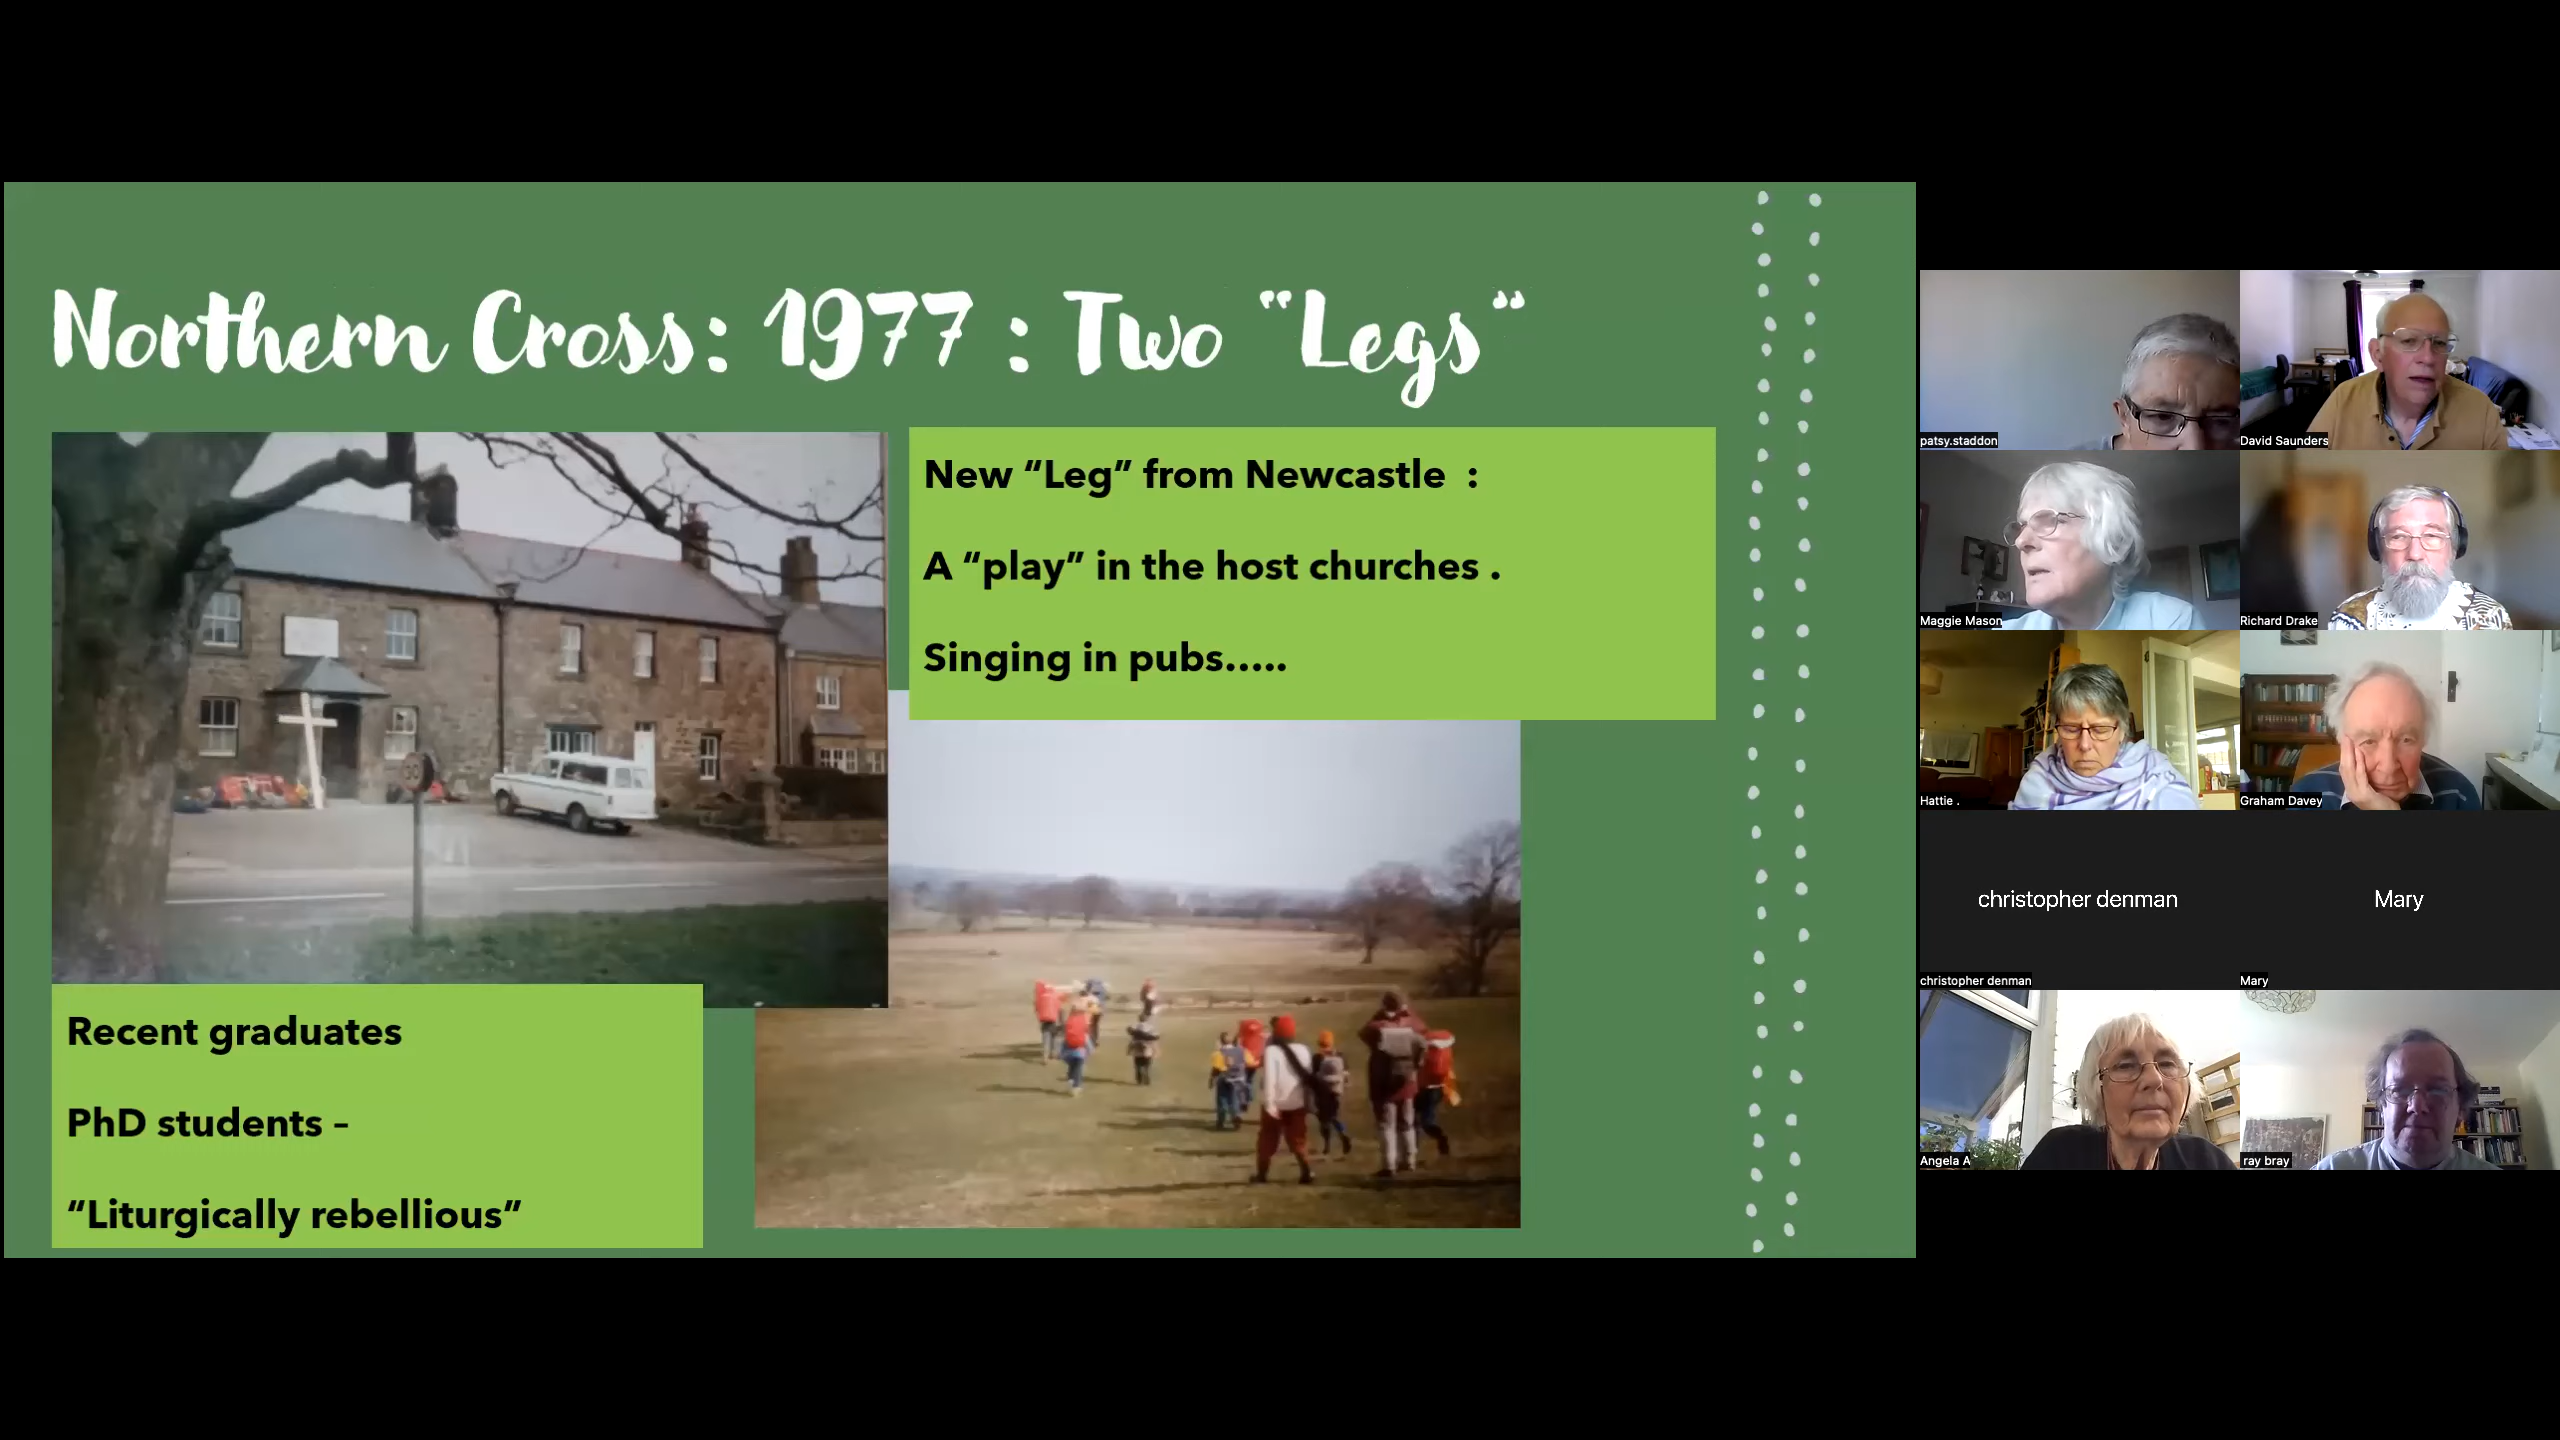 Northern Cross: 1977 : Two “Legs”
New “Leg” from Newcastle :
A “play” in the host churches .
Singing in pubs…..
30
Recent graduates
PhD students –
“Liturgically rebellious”
patsy.staddon
David Saunders
Maggie Mason
Richard Drake
Hattie .
Graham Davey
christopher denman
Mary
christopher denman
Mary
Angela A
ray bray